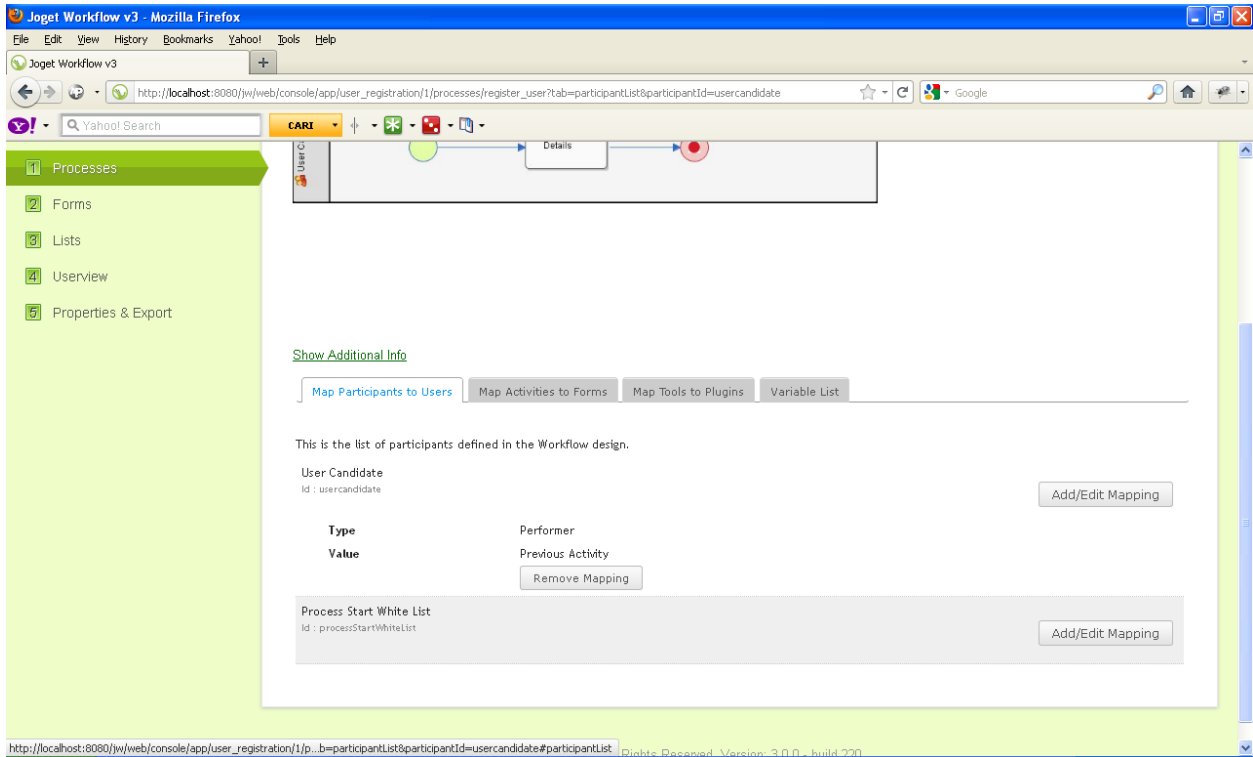 Joget Workflow v3 - Mozilla Firefox
File Edit View History Bookmarks Yahoo! Tools Help
Joget Workflow v3 +
http://localhost:8080/jw/web/console/app/user_registration/1/processes/register_user?tab=participantList&participantId=usercandidate Google
Y! Yahoo! Search CARI
1 Processes
2 Forms
3 Lists
4 Userview
5 Properties & Export
User
Details
Show Additional Info
Map Participants to Users Map Activities to Forms Map Tools to Plugins Variable List
This is the list of participants defined in the Workflow design.
User Candidate
Id : usercandidate
Add/Edit Mapping
Type Performer
Value Previous Activity
Remove Mapping
Process Start White List
Id : processStartWhiteList
Add/Edit Mapping
http://localhost:8080/jw/web/console/app/user_registration/1/p...b=participantList&participantId=usercandidate#participantList
Rights Reserved. Version: 3.0.0 - build 220